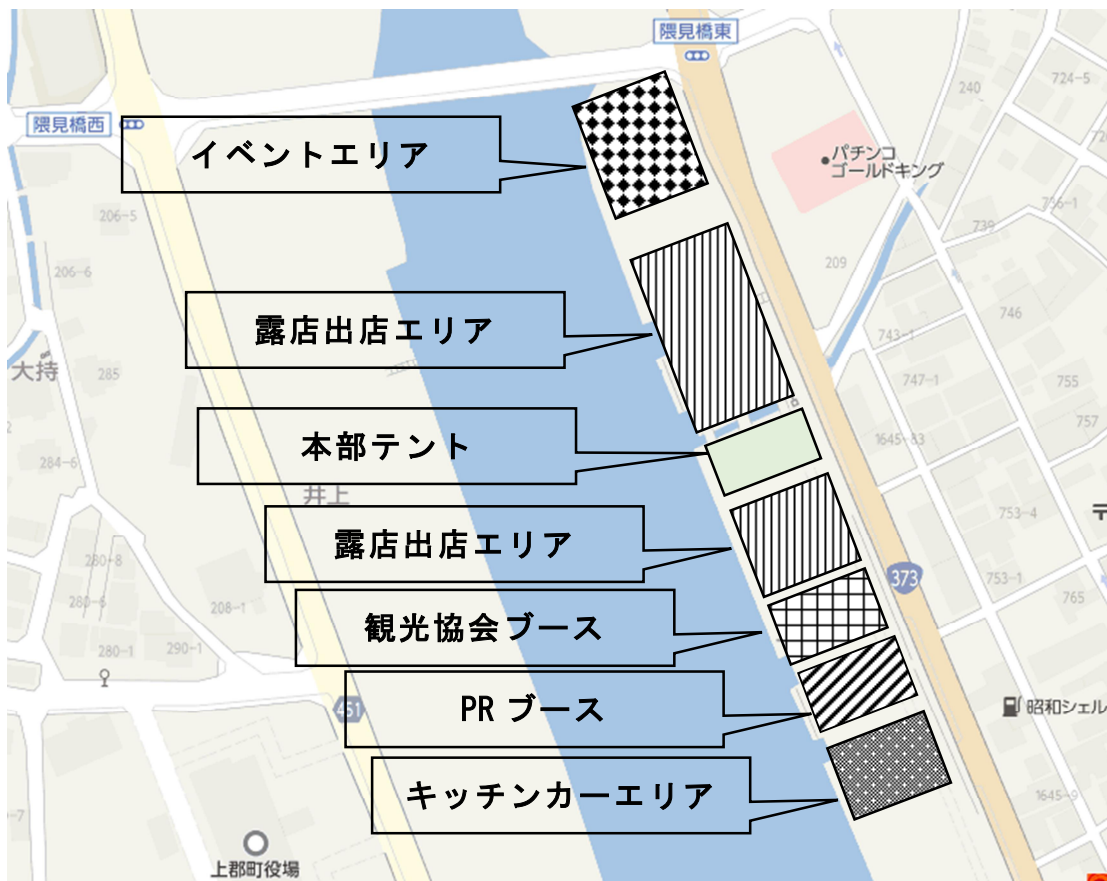 隈見橋東
724-5
240
隈見橋西
イベントエリア
パチンコ
ゴールドキング
206-5
736-1
739
206-6
209
746
露店出店エリア
743-1
大持
285
747-1
755
757
本部テント
1645-83
284-6
井上
753-4
〒
露店出店エリア
280-8
373
753-1
280-6
208-1
765
観光協会ブース
280-1
290-1
PR ブース
451
昭和シェル
キッチンカーエリア
1645-9
上郡町役場